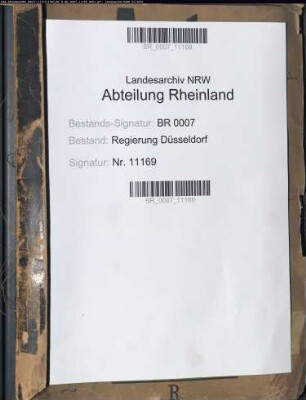 BR_0007_11169
Landesarchiv NRW
Abteilung Rheinland
Bestands-Signatur: BR 0007
Bestand: Regierung Düsseldorf
Signatur: Nr. 11169
BR_0007_11169
R